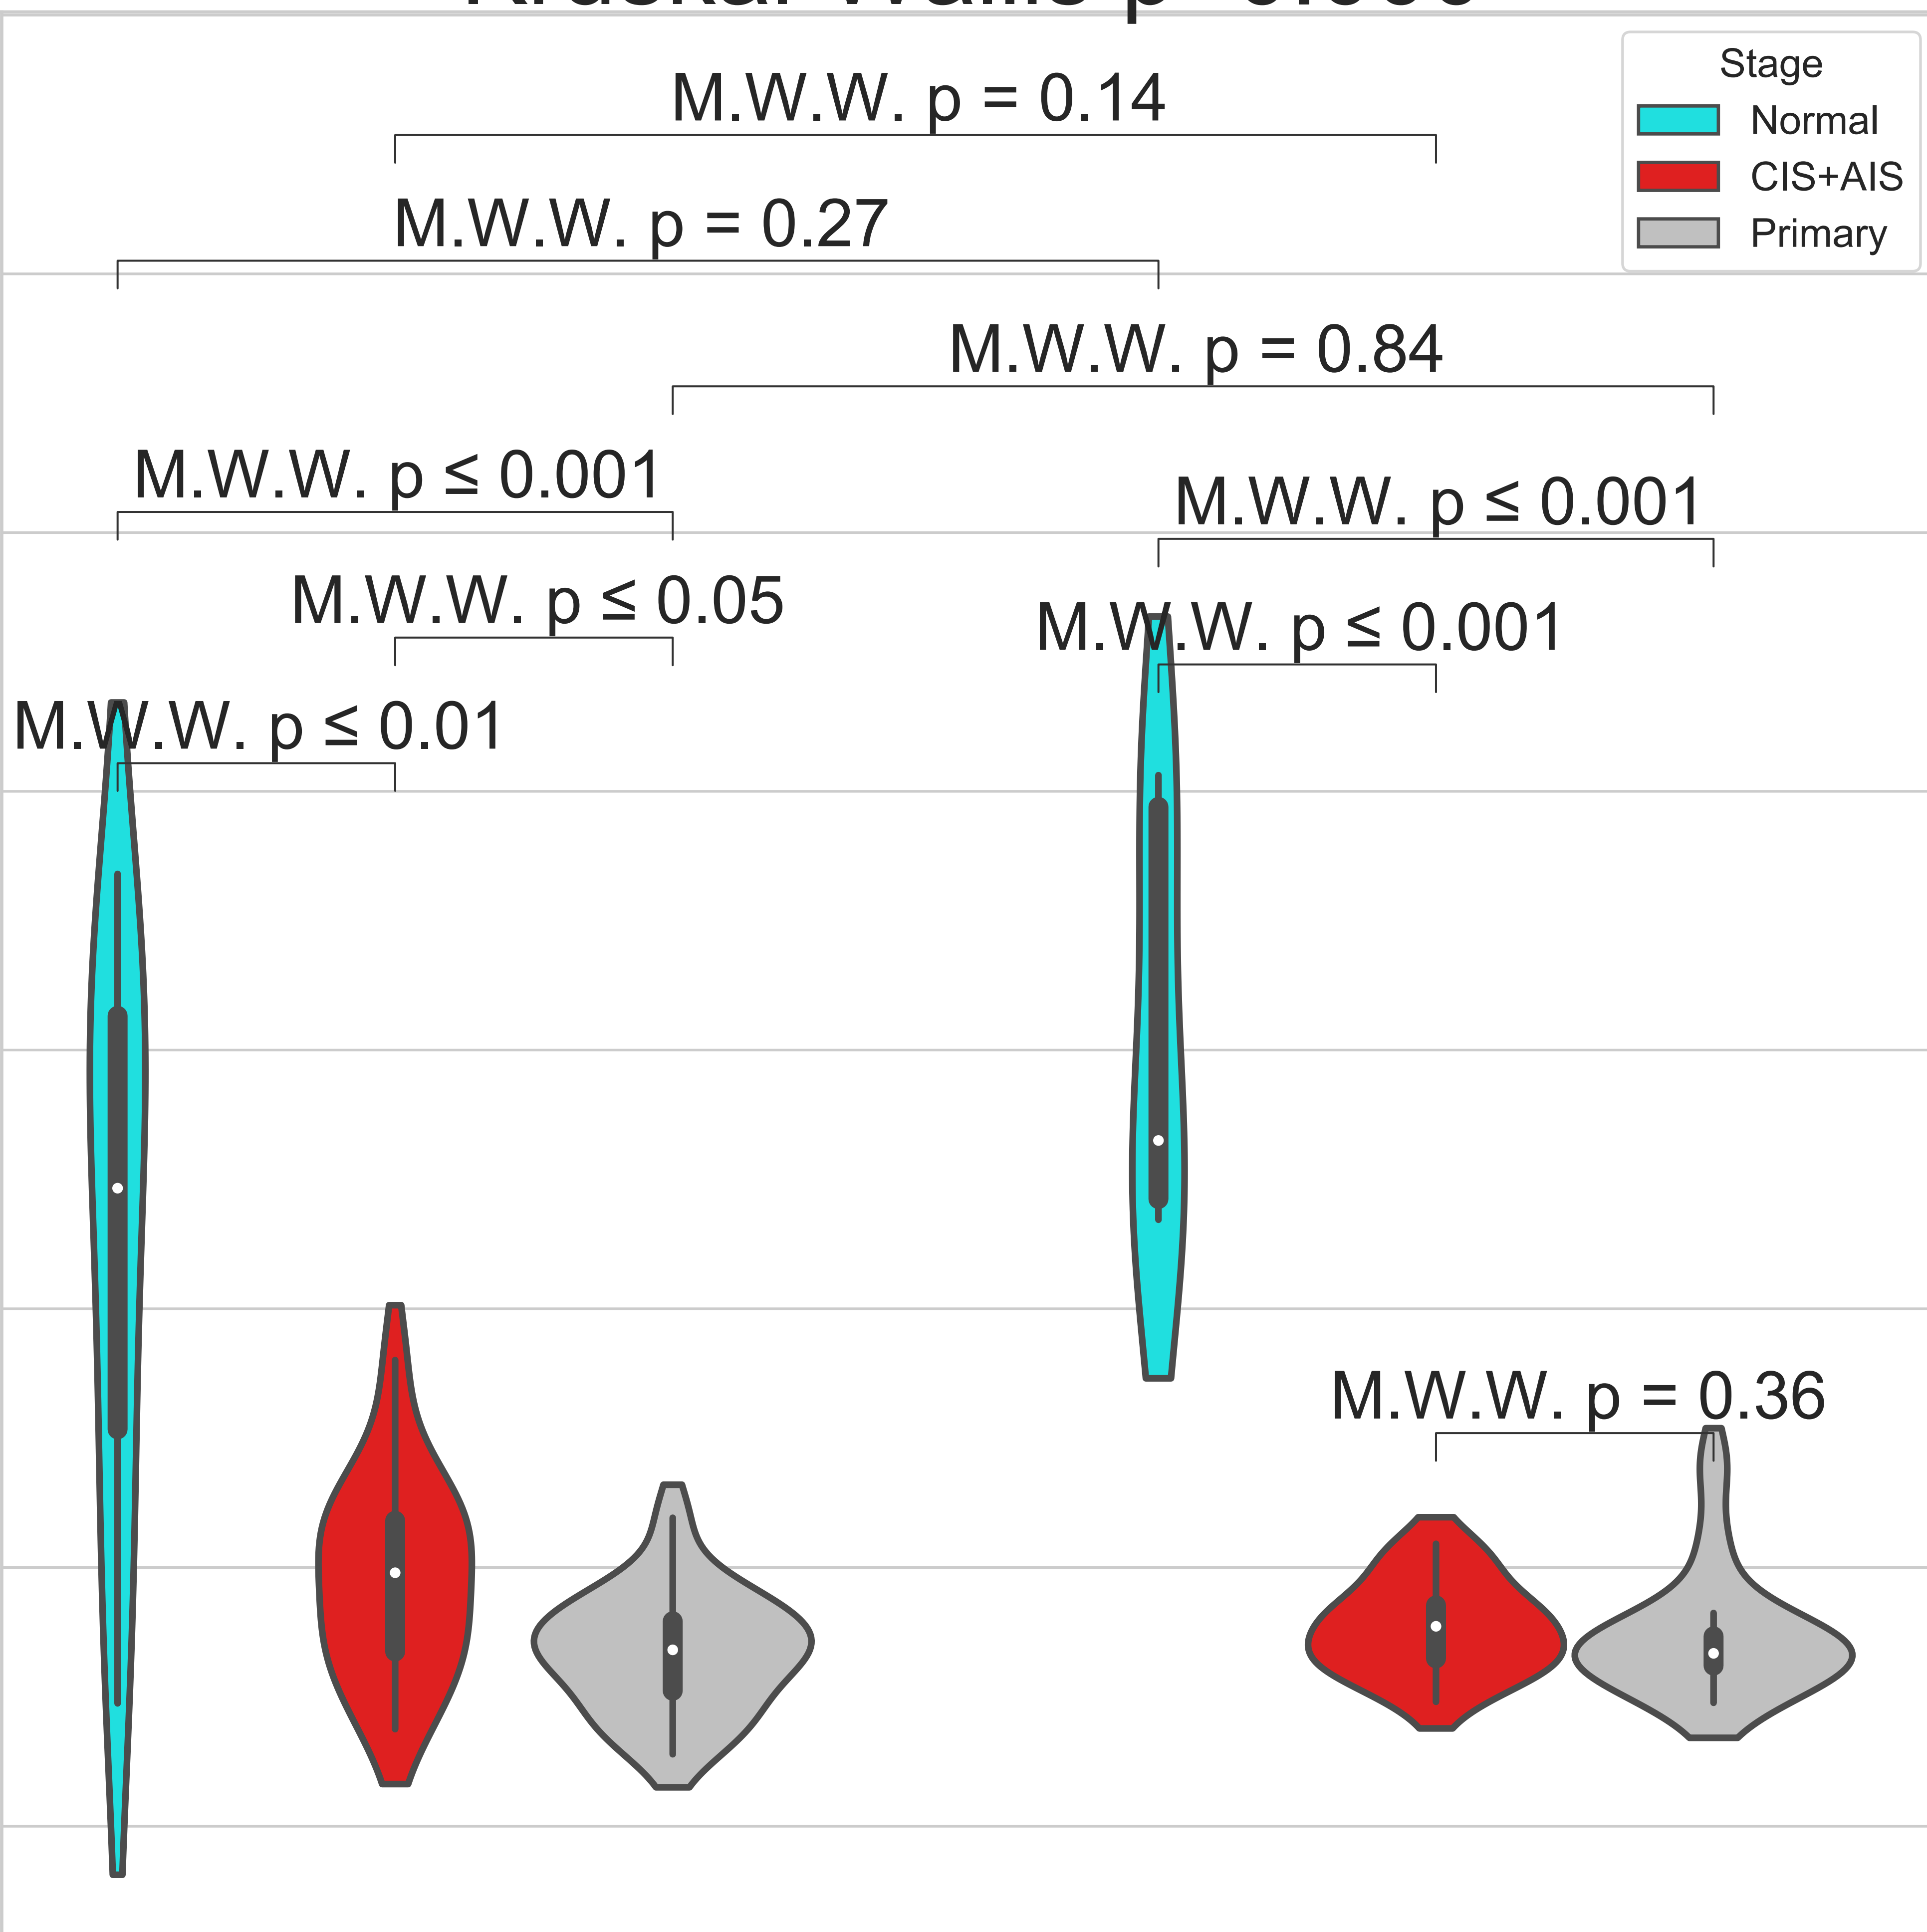 M.W.W. p = 0.14
Stage
Normal
CIS+AIS
Primary
M.W.W. p = 0.27
M.W.W. p = 0.84
M.W.W. p ≤ 0.001
M.W.W. p ≤ 0.001
M.W.W. p ≤ 0.05
M.W.W. p ≤ 0.001
M.W.W. p ≤ 0.01
M.W.W. p = 0.36